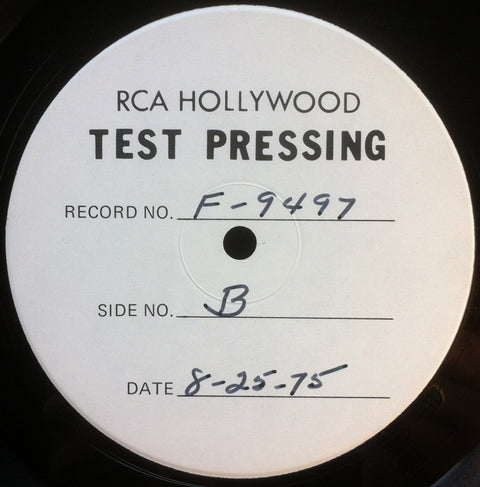 RCA HOLLYWOOD
TEST PRESSING
RECORD NO. F-9497
SIDE NO. B
DATE 8-25-75